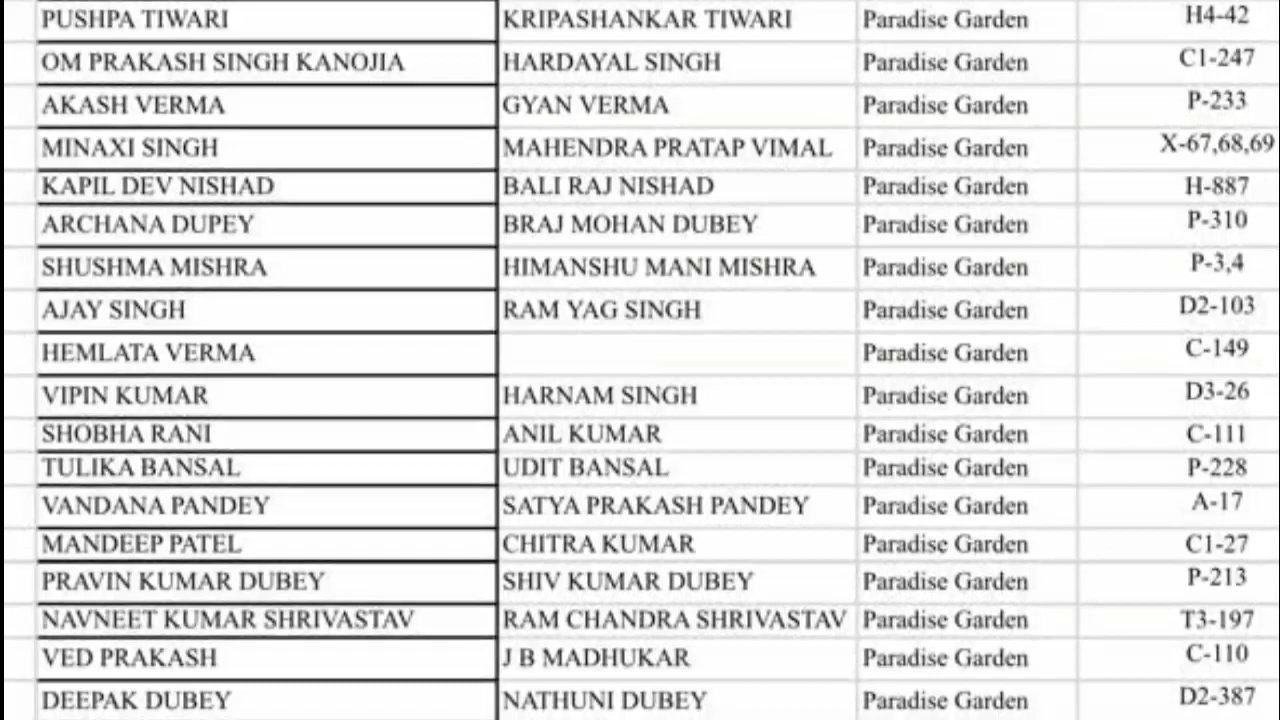 PUSHPA TIWARI KRIPASHANKAR TIWARI Paradise Garden H4-42
OM PRAKASH SINGH KANOJIA HARDAYAL SINGH Paradise Garden C1-247
AKASH VERMA GYAN VERMA Paradise Garden P-233
MINAXI SINGH MAHENDRA PRATAP VIMAL Paradise Garden X-67,68,69
KAPIL DEV NISHAD BALI RAJ NISHAD Paradise Garden H-887
ARCHANA DUPEY BRAJ MOHAN DUBEY Paradise Garden P-310
SHUSHMA MISHRA HIMANSHU MANI MISHRA Paradise Garden P-3,4
AJAY SINGH RAM YAG SINGH Paradise Garden D2-103
HEMLATA VERMA Paradise Garden C-149
VIPIN KUMAR HARNAM SINGH Paradise Garden D3-26
SHOBHA RANI ANIL KUMAR Paradise Garden C-111
TULIKA BANSAL UDIT BANSAL Paradise Garden P-228
VANDANA PANDEY SATYA PRAKASH PANDEY Paradise Garden A-17
MANDEEP PATEL CHITRA KUMAR Paradise Garden C1-27
PRAVIN KUMAR DUBEY SHIV KUMAR DUBEY Paradise Garden P-213
NAVNEET KUMAR SHRIVASTAV RAM CHANDRA SHRIVASTAV Paradise Garden T3-197
VED PRAKASH J B MADHUKAR Paradise Garden C-110
DEEPAK DUBEY NATHUNI DUBEY Paradise Garden D2-387